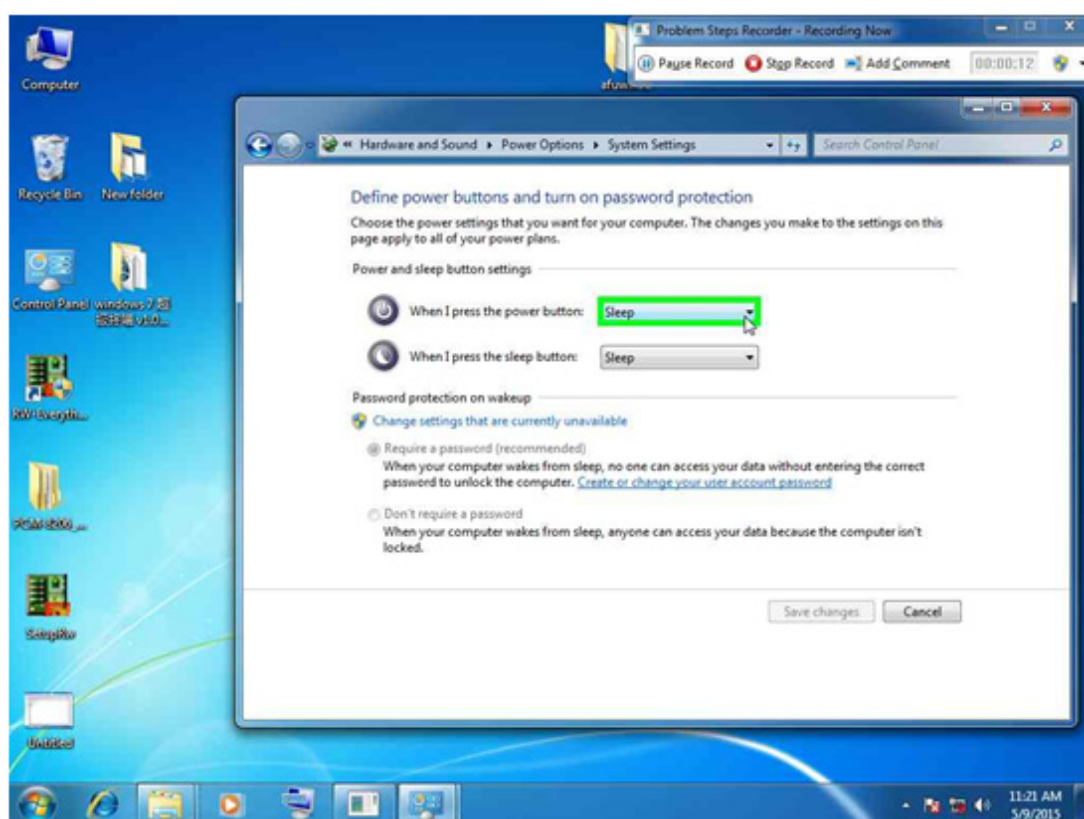 Computer
Recycle Bin
New folder
Control Panel
windows 7
RW-Everyth...
SetupRw
Untitled
Problem Steps Recorder - Recording Now
Pause Record
Stop Record
Add Comment
00:00:12
« Hardware and Sound ▸ Power Options ▸ System Settings
Search Control Panel
Define power buttons and turn on password protection
Choose the power settings that you want for your computer. The changes you make to the settings on this
page apply to all of your power plans.
Power and sleep button settings
When I press the power button: Sleep
When I press the sleep button: Sleep
Password protection on wakeup
Change settings that are currently unavailable
Require a password (recommended)
When your computer wakes from sleep, no one can access your data without entering the correct
password to unlock the computer. Create or change your user account password
Don't require a password
When your computer wakes from sleep, anyone can access your data because the computer isn't
locked.
Save changes
Cancel
11:21 AM
5/9/2015